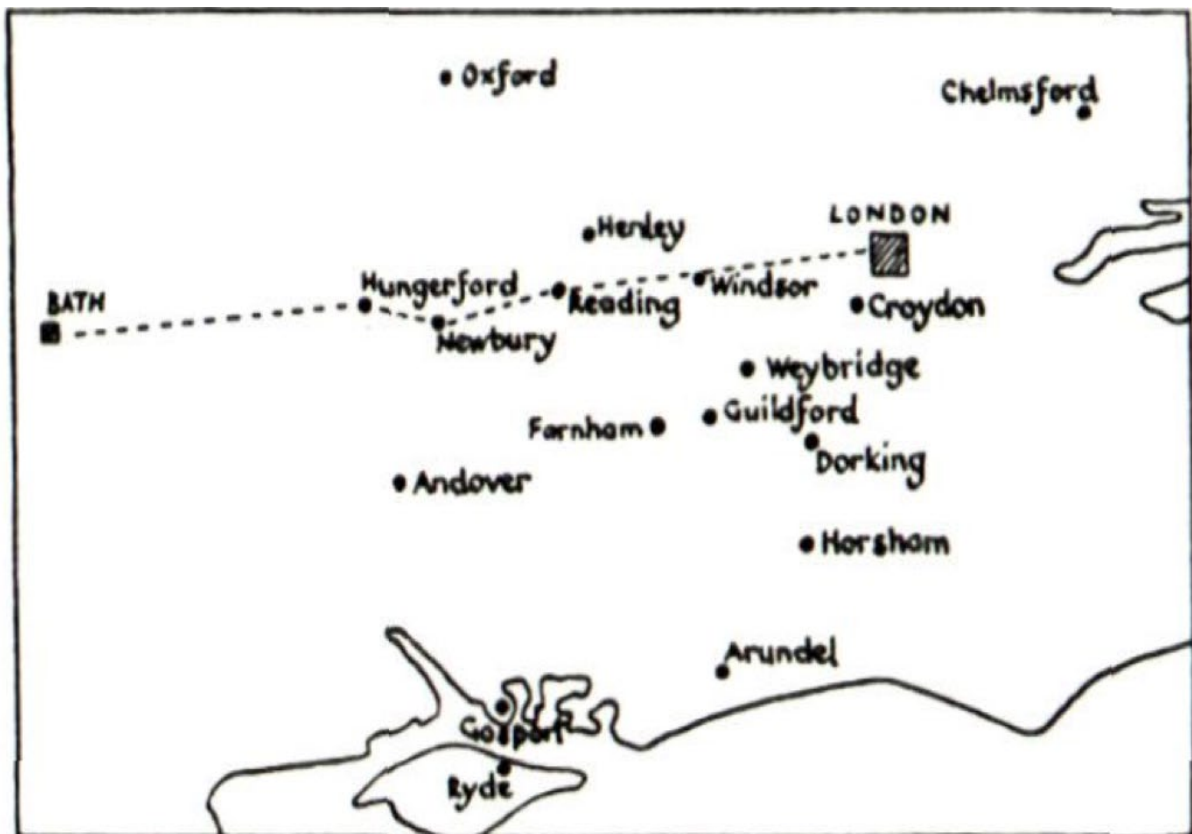 Oxford
Chelmsford
LONDON
Henley
Hungerford
Windsor
BATH
Reading
Croydon
Newbury
Weybridge
Guildford
Farnham
Dorking
Andover
Horsham
Arundel
Gosport
Ryde